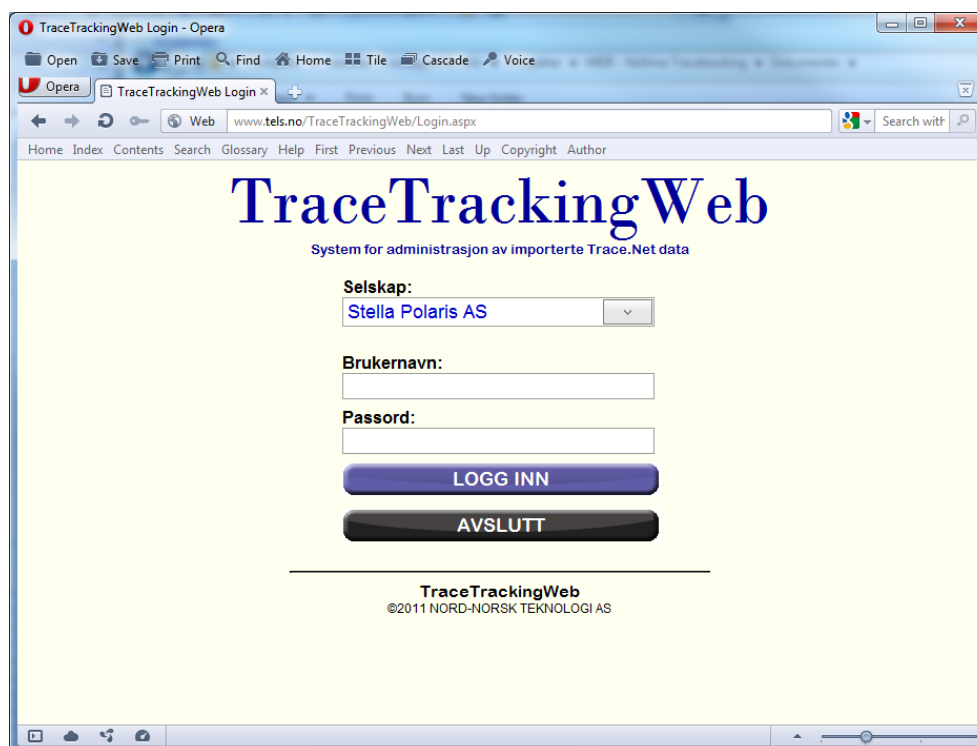 TraceTrackingWeb Login - Opera
Open Save Print Find Home Tile Cascade Voice
Opera TraceTrackingWeb Login
Web www.tels.no/TraceTrackingWeb/Login.aspx Search with
Home Index Contents Search Glossary Help First Previous Next Last Up Copyright Author
TraceTrackingWeb
System for administrasjon av importerte Trace.Net data
Selskap:
Stella Polaris AS
Brukernavn:
Passord:
LOGG INN
AVSLUTT
TraceTrackingWeb
©2011 NORD-NORSK TEKNOLOGI AS